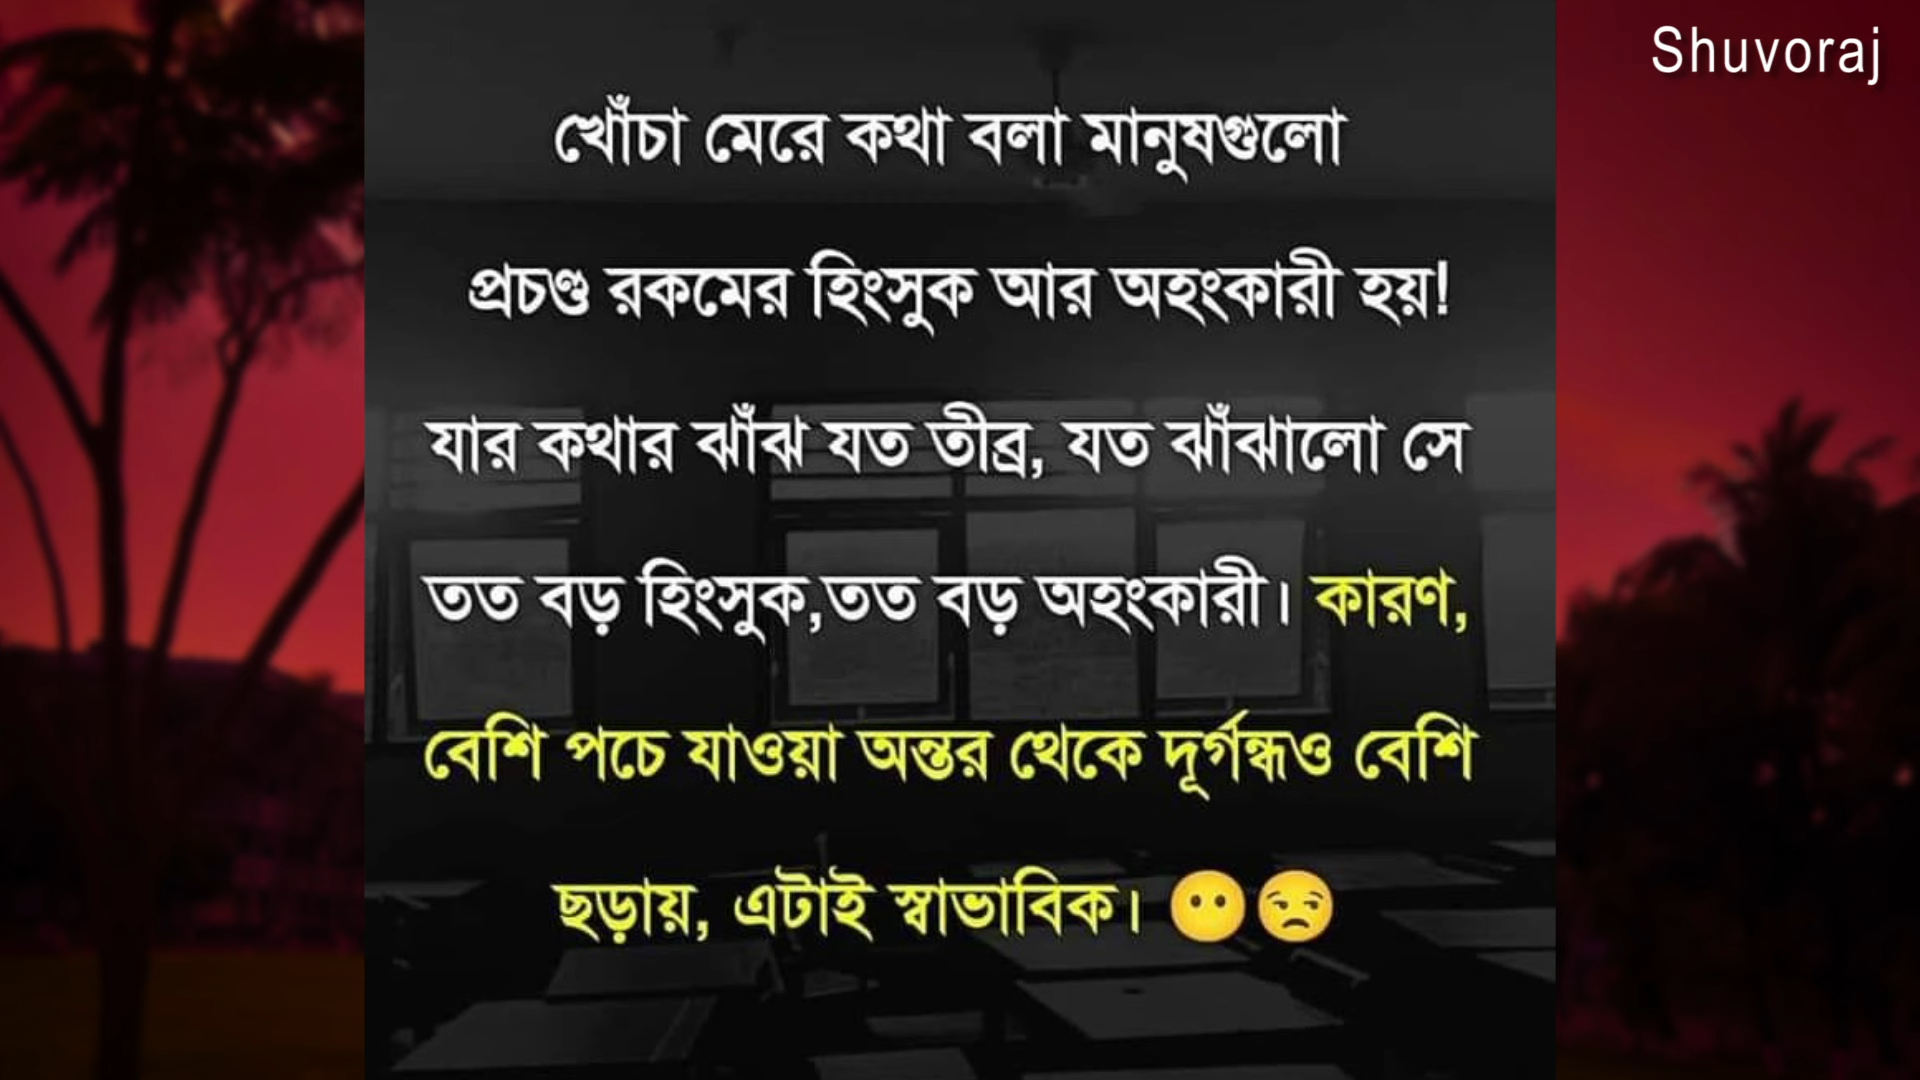 Shuvoraj
খোঁচা মেরে কথা বলা মানুষগুলো
প্রচণ্ড রকমের হিংসুক আর অহংকারী হয়!
যার কথার ঝাঁঝ যত তীব্র, যত ঝাঁঝালো সে
তত বড় হিংসুক,তত বড় অহংকারী। কারণ,
বেশি পচে যাওয়া অন্তর থেকে দূর্গন্ধও বেশি
ছড়ায়, এটাই স্বাভাবিক। 😶😒